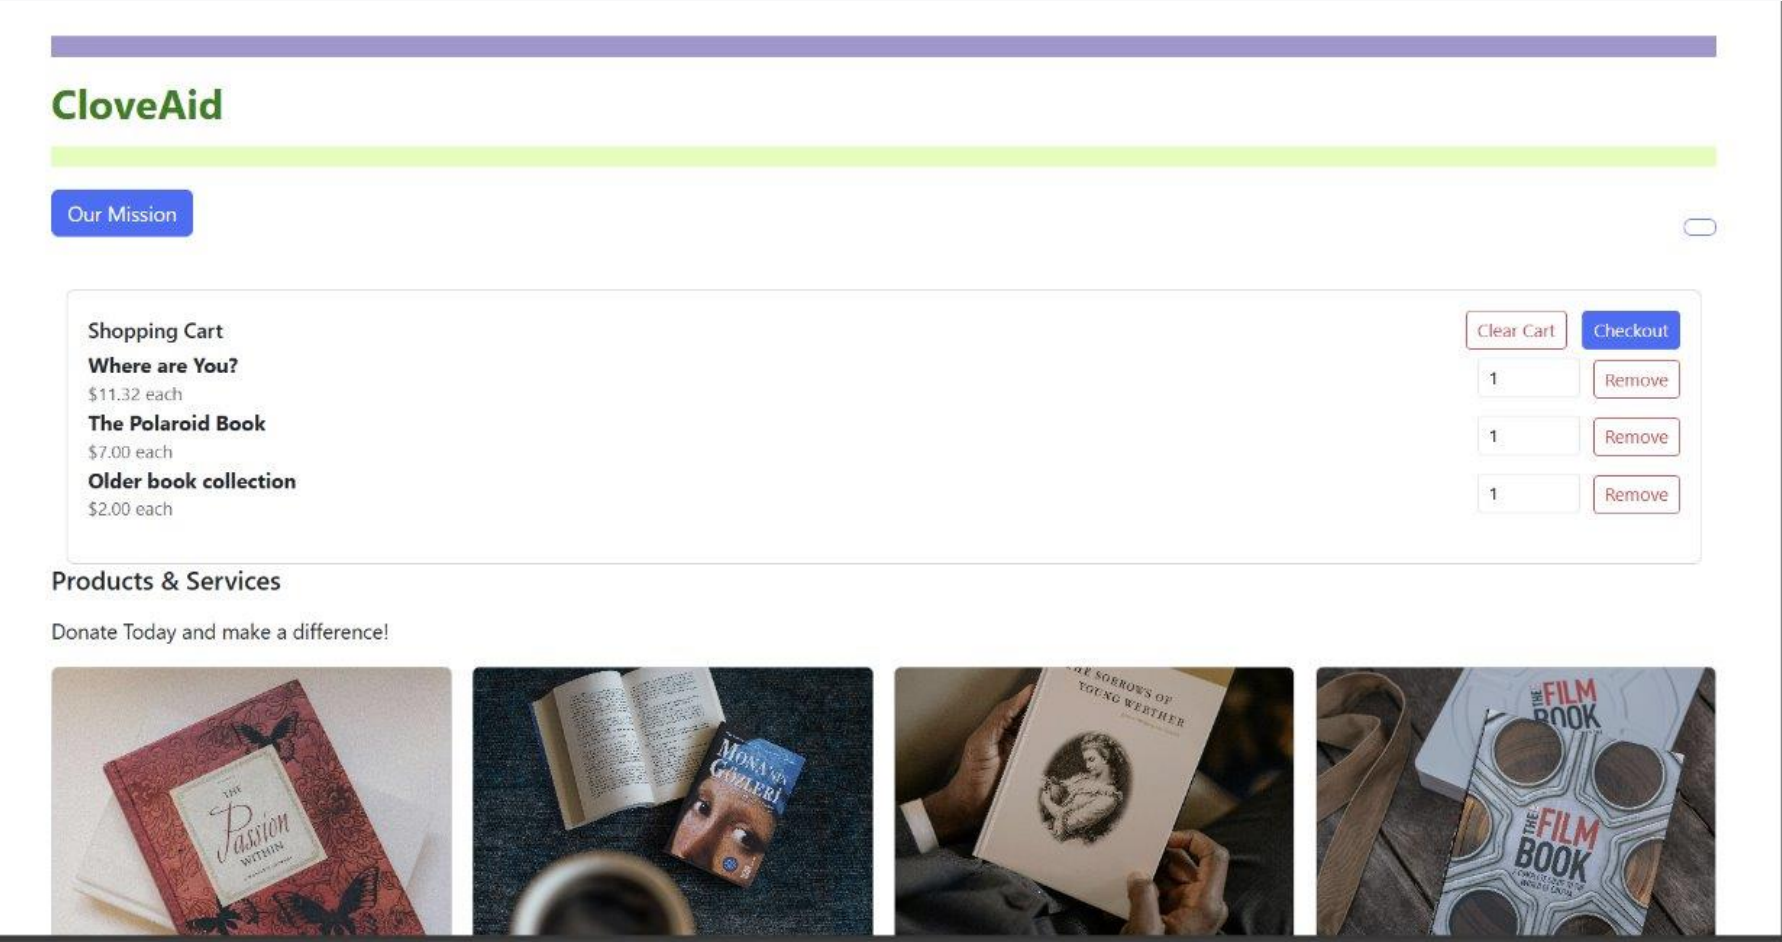 CloveAid
Our Mission
Shopping Cart
Clear Cart
Checkout
Where are You?
$11.32 each
1
Remove
The Polaroid Book
$7.00 each
1
Remove
Older book collection
$2.00 each
1
Remove
Products & Services
Donate Today and make a difference!
THE
Passion
WITHIN
MONA'NIN
GÖZLERİ
THE SORROWS OF
YOUNG WERTHER
THE FILM
BOOK
THE FILM
BOOK